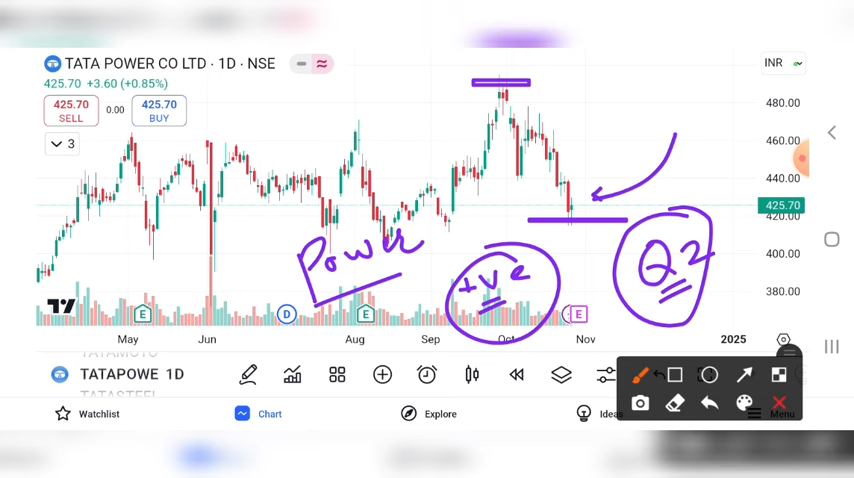 TATA POWER CO LTD · 1D · NSE
INR
425.70 +3.60 (+0.85%)
425.70
SELL
0.00
425.70
BUY
3
480.00
460.00
440.00
425.70
420.00
400.00
380.00
Power
+ve
Q2
E
D
E
E
May
Jun
Aug
Sep
Oct
Nov
2025
TATAPOWE 1D
TATASTEEL
Watchlist
Chart
Explore
Ideas
Menu